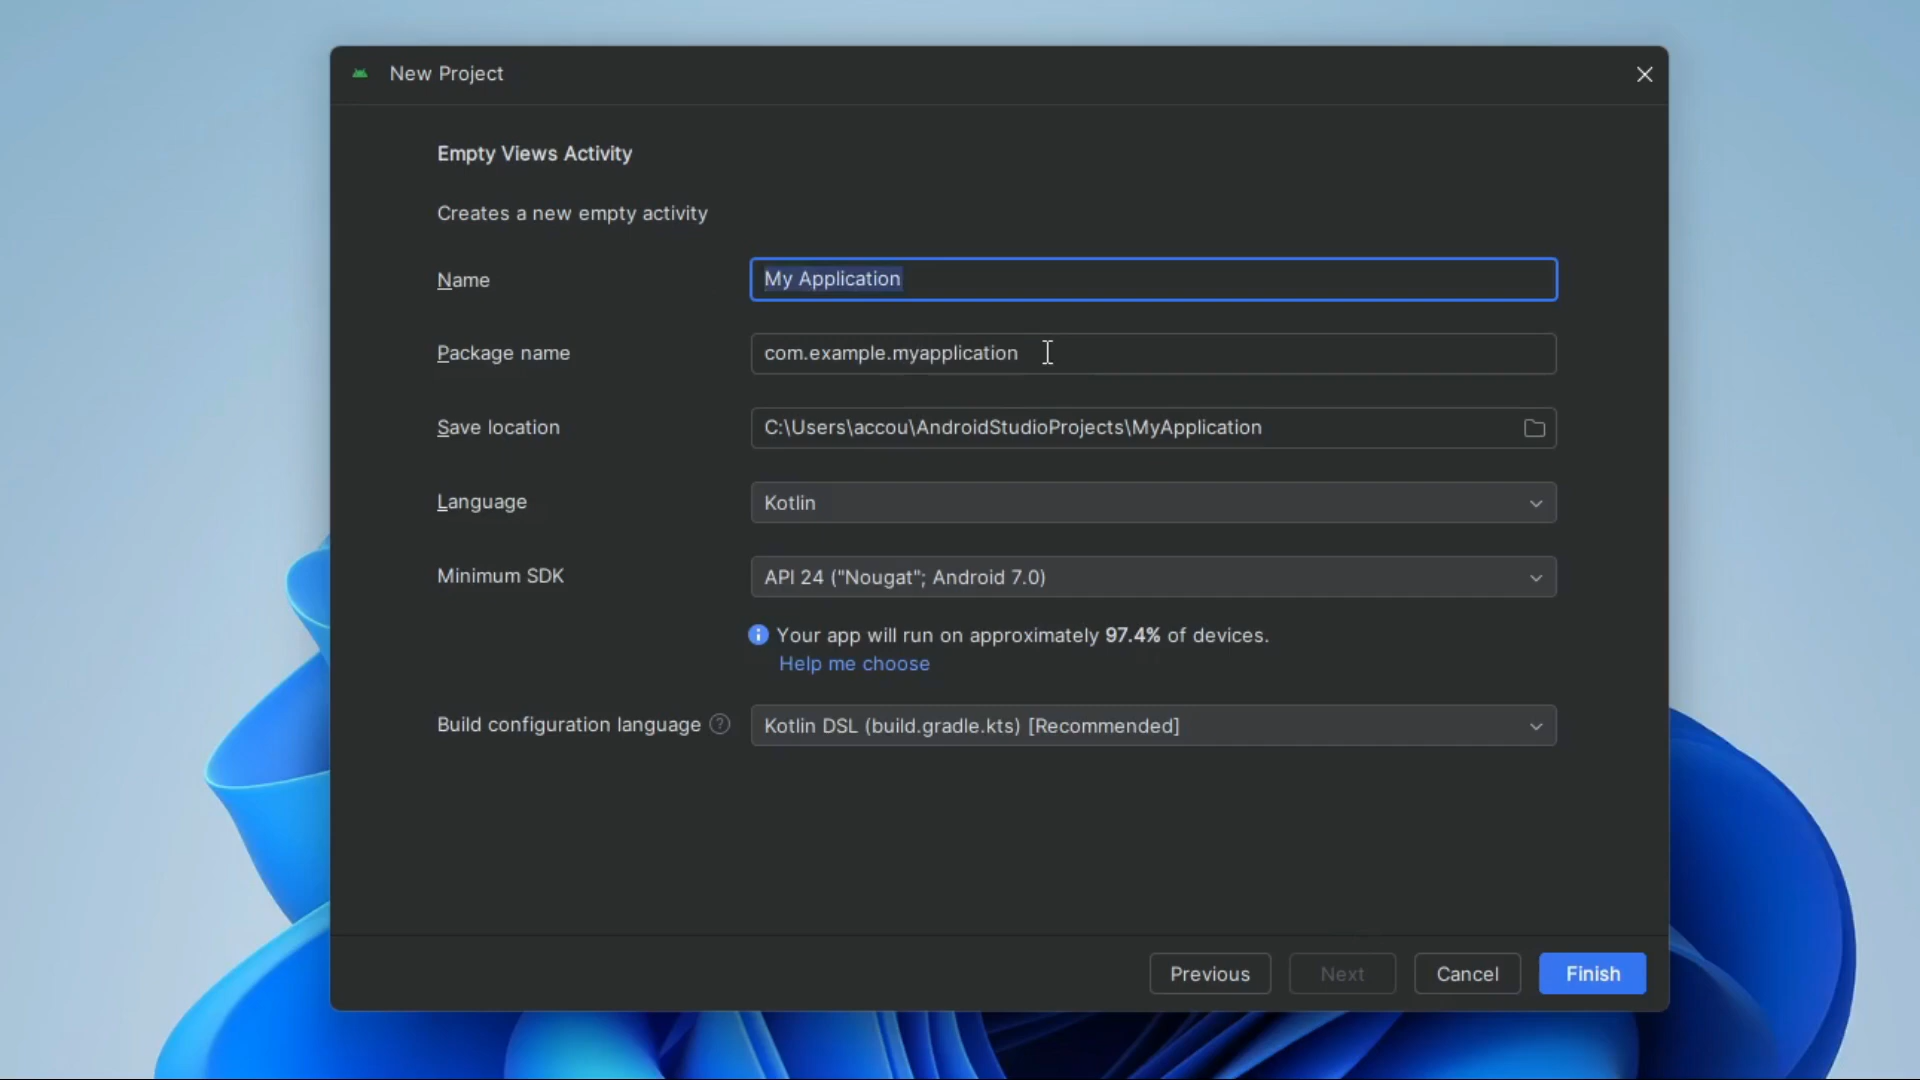 New Project
Empty Views Activity
Creates a new empty activity
Name
My Application
Package name
com.example.myapplication
Save location
C:\Users\accou\AndroidStudioProjects\MyApplication
Language
Kotlin
Minimum SDK
API 24 ("Nougat"; Android 7.0)
Your app will run on approximately 97.4% of devices.
Help me choose
Build configuration language ?
Kotlin DSL (build.gradle.kts) [Recommended]
Previous
Next
Cancel
Finish